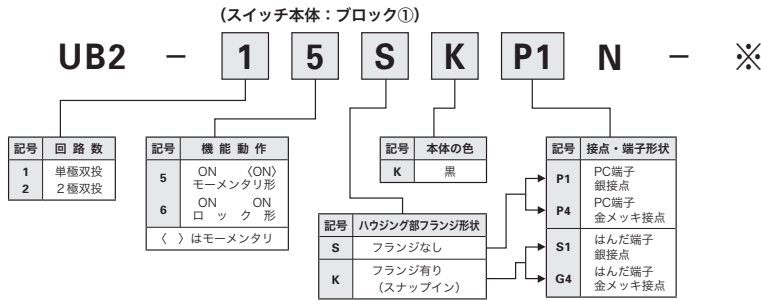 (スイッチ本体：ブロック①)
UB2 － 1 5 S K P1 N － ※
記号 回路数
1 単極双投
2 2極双投
記号 機能動作
5 ON 〈ON〉
モーメンタリ形
6 ON ON
ロック形
〈 〉はモーメンタリ
記号 本体の色
K 黒
記号 ハウジング部フランジ形状
S フランジなし
K フランジ有り
(スナップイン)
記号 接点・端子形状
P1 PC端子
銀接点
P4 PC端子
金メッキ接点
S1 はんだ端子
銀接点
G4 はんだ端子
金メッキ接点